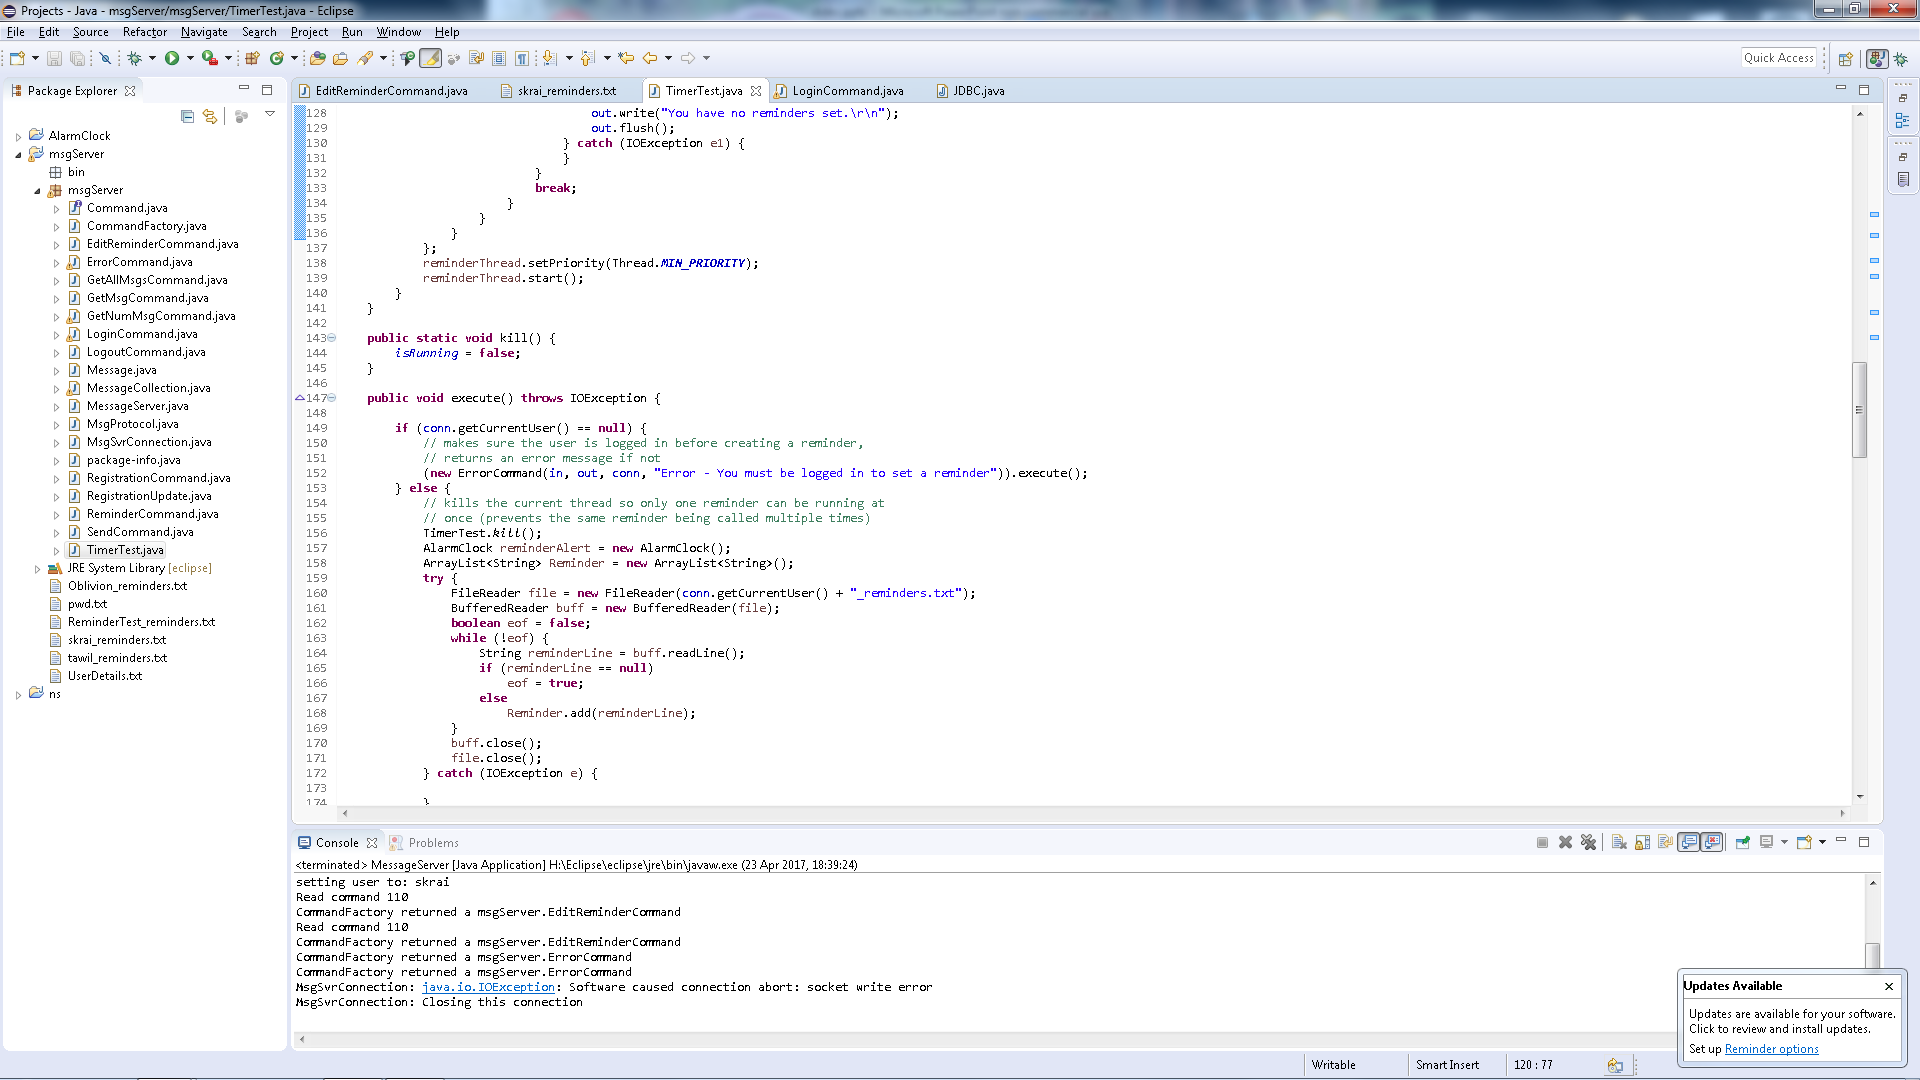 Projects - Java - msgServer/msgServer/TimerTest.java - Eclipse
File Edit Source Refactor Navigate Search Project Run Window Help
Quick Access
Package Explorer
AlarmClock
msgServer
bin
msgServer
Command.java
CommandFactory.java
EditReminderCommand.java
ErrorCommand.java
GetAllMsgsCommand.java
GetMsgCommand.java
GetNumMsgCommand.java
LoginCommand.java
LogoutCommand.java
Message.java
MessageCollection.java
MessageServer.java
MsgProtocol.java
MsgSvrConnection.java
package-info.java
RegistrationCommand.java
RegistrationUpdate.java
ReminderCommand.java
SendCommand.java
TimerTest.java
JRE System Library [eclipse]
Oblivion_reminders.txt
pwd.txt
ReminderTest_reminders.txt
skrai_reminders.txt
tawil_reminders.txt
UserDetails.txt
ns
EditReminderCommand.java skrai_reminders.txt TimerTest.java LoginCommand.java JDBC.java
128 out.write("You have no reminders set.\r\n");
129 out.flush();
130 } catch (IOException e1) {
131 }
132 }
133 break;
134 }
135 }
136 }
137 };
138 reminderThread.setPriority(Thread.MIN_PRIORITY);
139 reminderThread.start();
140 }
141 }
142
143 public static void kill() {
144 isRunning = false;
145 }
146
147 public void execute() throws IOException {
148
149 if (conn.getCurrentUser() == null) {
150 // makes sure the user is logged in before creating a reminder,
151 // returns an error message if not
152 (new ErrorCommand(in, out, conn, "Error - You must be logged in to set a reminder")).execute();
153 } else {
154 // kills the current thread so only one reminder can be running at
155 // once (prevents the same reminder being called multiple times)
156 TimerTest.kill();
157 AlarmClock reminderAlert = new AlarmClock();
158 ArrayList<String> Reminder = new ArrayList<String>();
159 try {
160 FileReader file = new FileReader(conn.getCurrentUser() + "_reminders.txt");
161 BufferedReader buff = new BufferedReader(file);
162 boolean eof = false;
163 while (!eof) {
164 String reminderLine = buff.readLine();
165 if (reminderLine == null)
166 eof = true;
167 else
168 Reminder.add(reminderLine);
169 }
170 buff.close();
171 file.close();
172 } catch (IOException e) {
173
174 }
Console Problems
<terminated> MessageServer [Java Application] H:\Eclipse\eclipse\jre\bin\javaw.exe (23 Apr 2017, 18:39:24)
setting user to: skrai
Read command 110
CommandFactory returned a msgServer.EditReminderCommand
Read command 110
CommandFactory returned a msgServer.EditReminderCommand
CommandFactory returned a msgServer.ErrorCommand
CommandFactory returned a msgServer.ErrorCommand
MsgSvrConnection: java.io.IOException: Software caused connection abort: socket write error
MsgSvrConnection: Closing this connection
Updates Available
Updates are available for your software.
Click to review and install updates.
Set up Reminder options
Writable Smart Insert 120 : 77